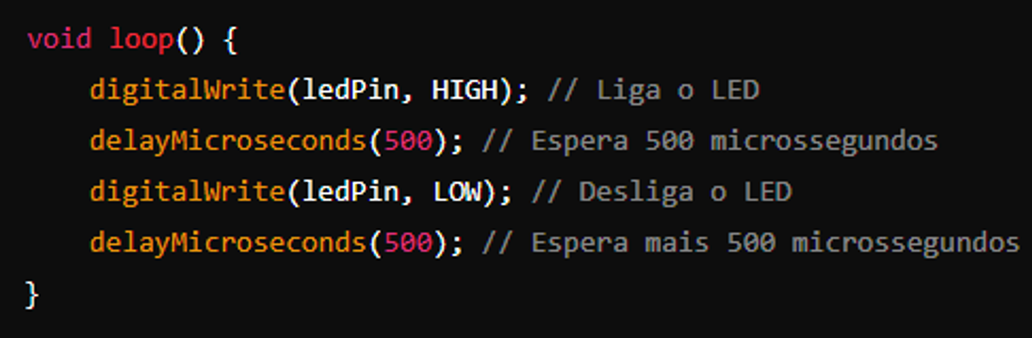 void loop() {
    digitalWrite(ledPin, HIGH); // Liga o LED
    delayMicroseconds(500); // Espera 500 microssegundos
    digitalWrite(ledPin, LOW); // Desliga o LED
    delayMicroseconds(500); // Espera mais 500 microssegundos
}